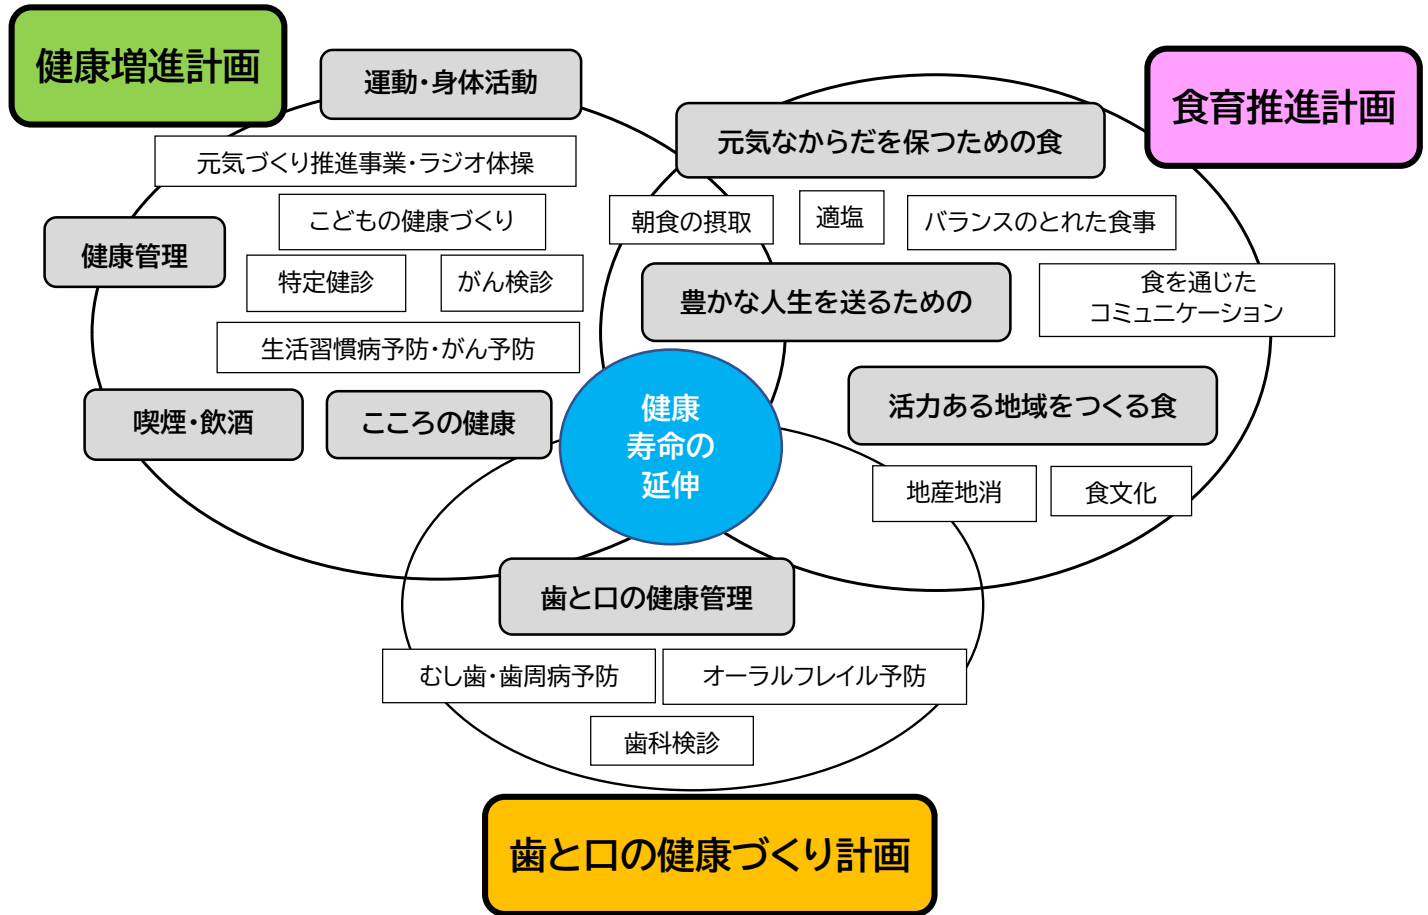 健康増進計画
運動・身体活動
元気づくり推進事業・ラジオ体操
こどもの健康づくり
健康管理
特定健診
がん検診
生活習慣病予防・がん予防
喫煙・飲酒
こころの健康
食育推進計画
元気なからだを保つための食
朝食の摂取
適塩
バランスのとれた食事
豊かな人生を送るための
食を通じた
コミュニケーション
活力ある地域をつくる食
地産地消
食文化
健康
寿命の
延伸
歯と口の健康管理
むし歯・歯周病予防
オーラルフレイル予防
歯科検診
歯と口の健康づくり計画